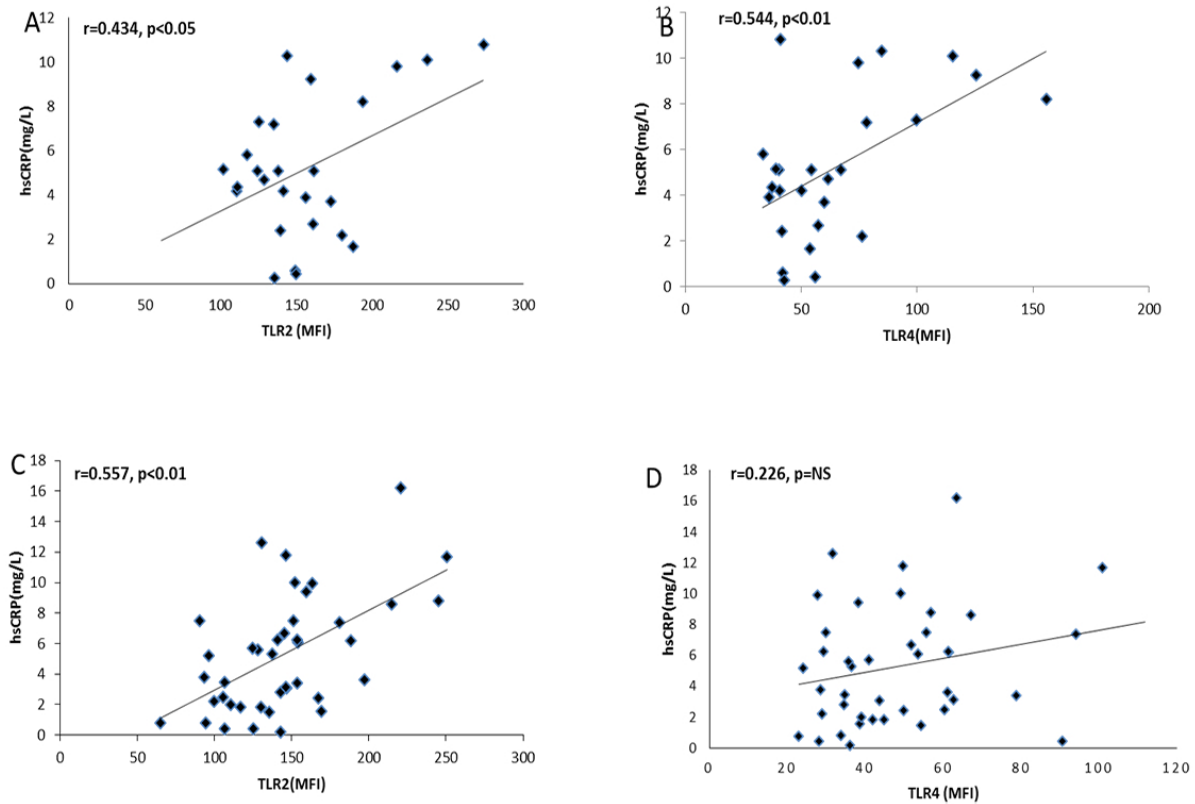 A
r=0.434, p<0.05
hsCRP(mg/L)
12
10
8
6
4
2
0
0 50 100 150 200 250 300
TLR2 (MFI)
B
r=0.544, p<0.01
hsCRP(mg/L)
12
10
8
6
4
2
0
0 50 100 150 200
TLR4(MFI)
C
r=0.557, p<0.01
hsCRP(mg/L)
18
16
14
12
10
8
6
4
2
0
0 50 100 150 200 250 300
TLR2(MFI)
D
r=0.226, p=NS
hsCRP(mg/L)
18
16
14
12
10
8
6
4
2
0
0 20 40 60 80 100 120
TLR4 (MFI)